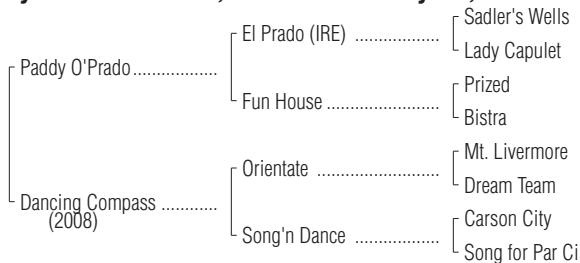 Sadler's Wells
El Prado (IRE) ..................
Lady Capulet
Paddy O'Prado..................
Prized
Fun House ........................
Bistra
Mt. Livermore
Orientate ..........................
Dream Team
Dancing Compass ............
(2008)
Carson City
Song'n Dance ..................
Song for Par Ci